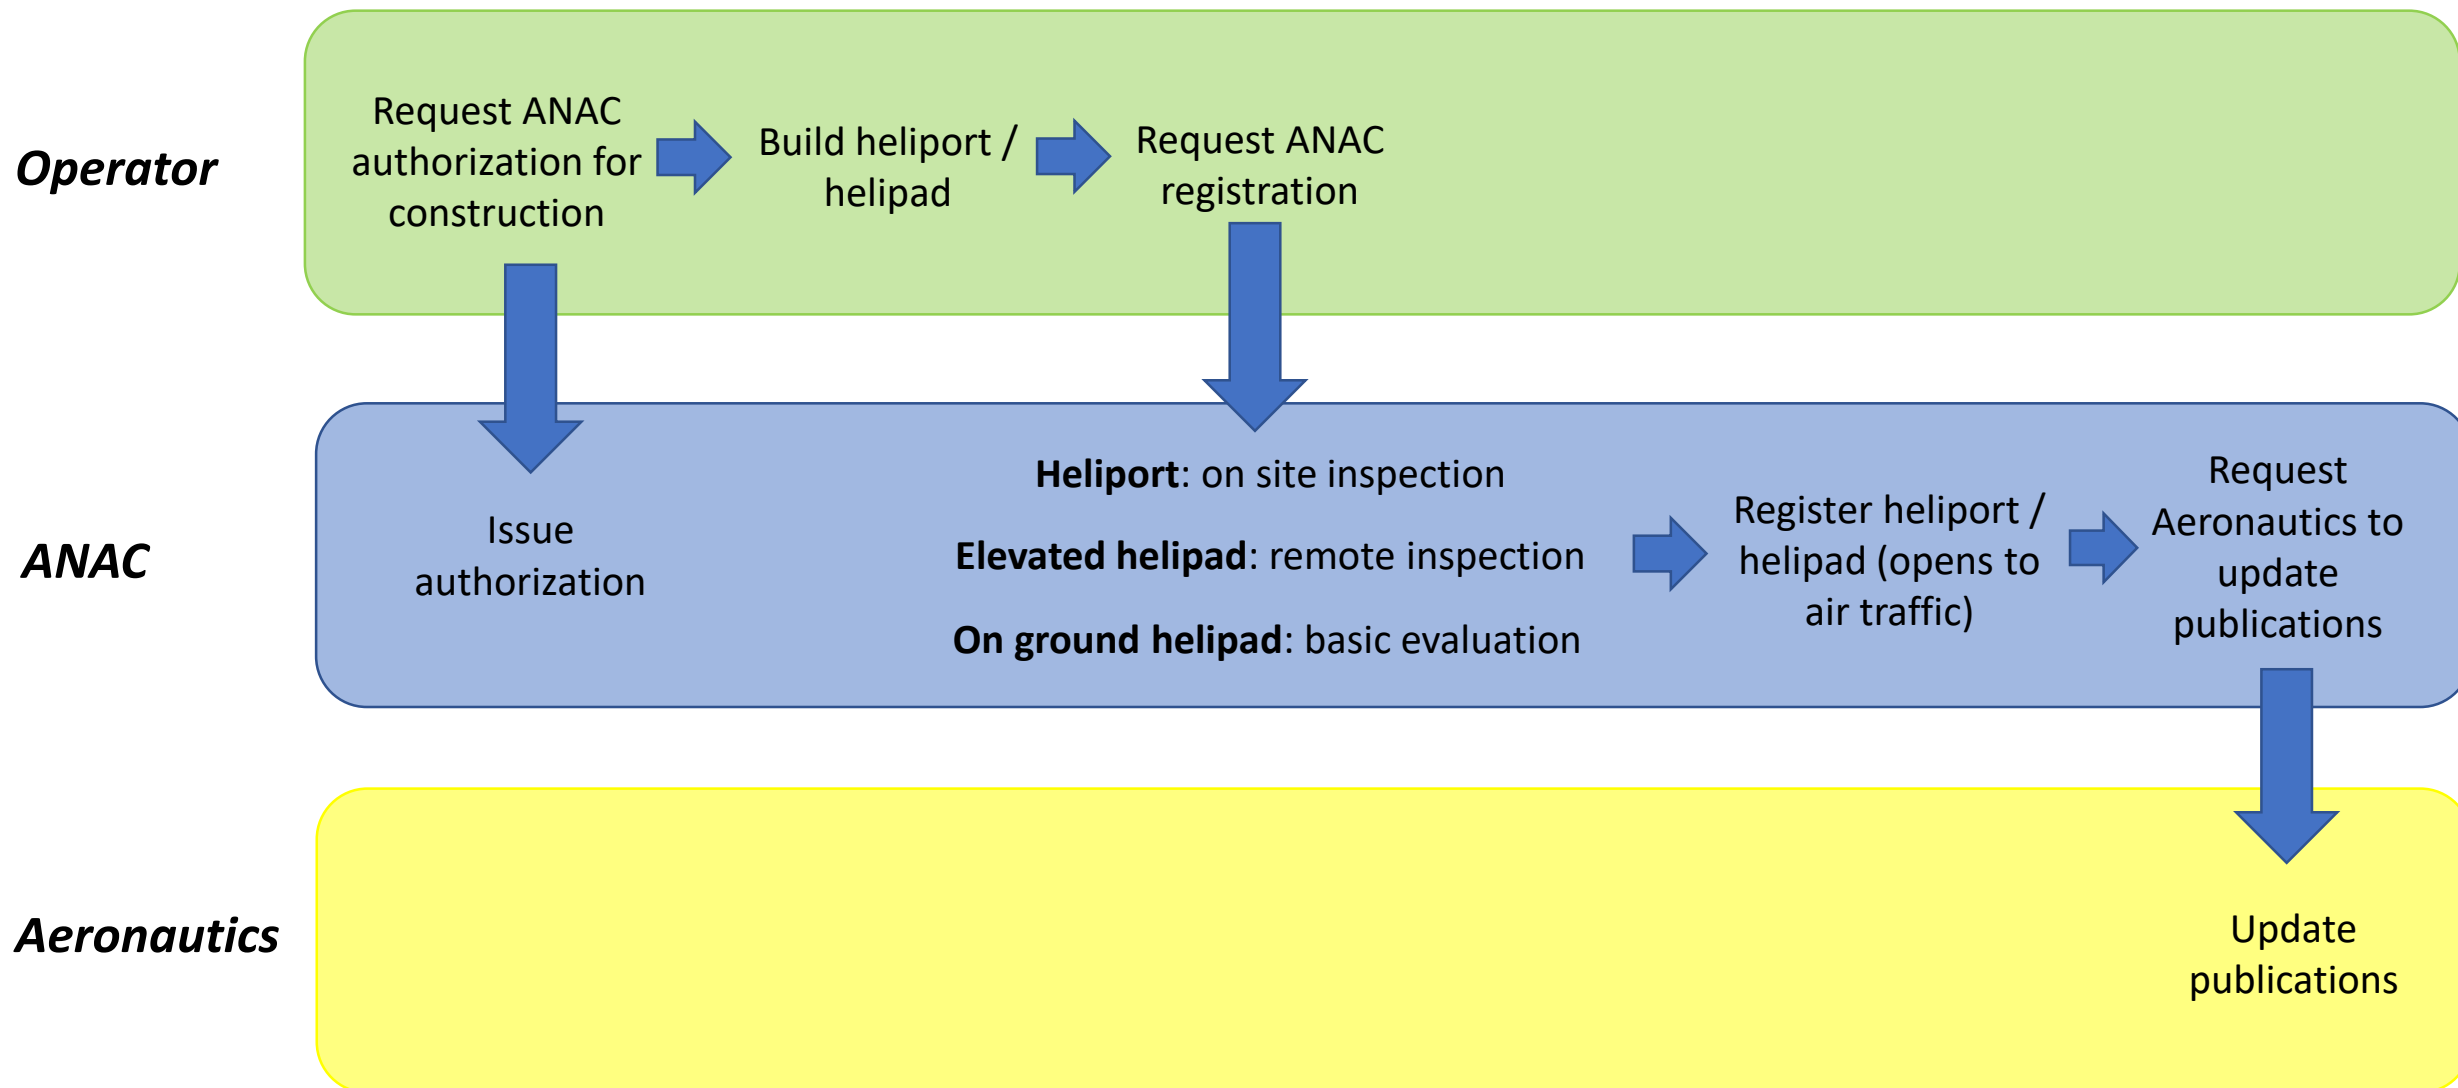 Operator
Request ANAC
authorization for
construction
Build heliport /
helipad
Request ANAC
registration
ANAC
Issue
authorization
Heliport: on site inspection
Elevated helipad: remote inspection
On ground helipad: basic evaluation
Register heliport /
helipad (opens to
air traffic)
Request
Aeronautics to
update
publications
Aeronautics
Update
publications